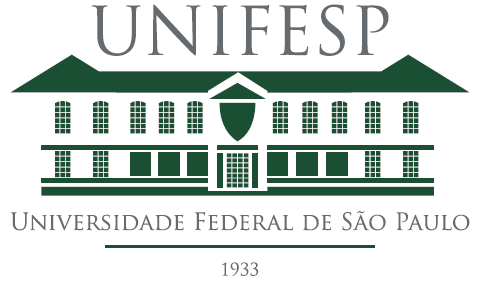 UNIFESP
UNIVERSIDADE FEDERAL DE SÃO PAULO
1933